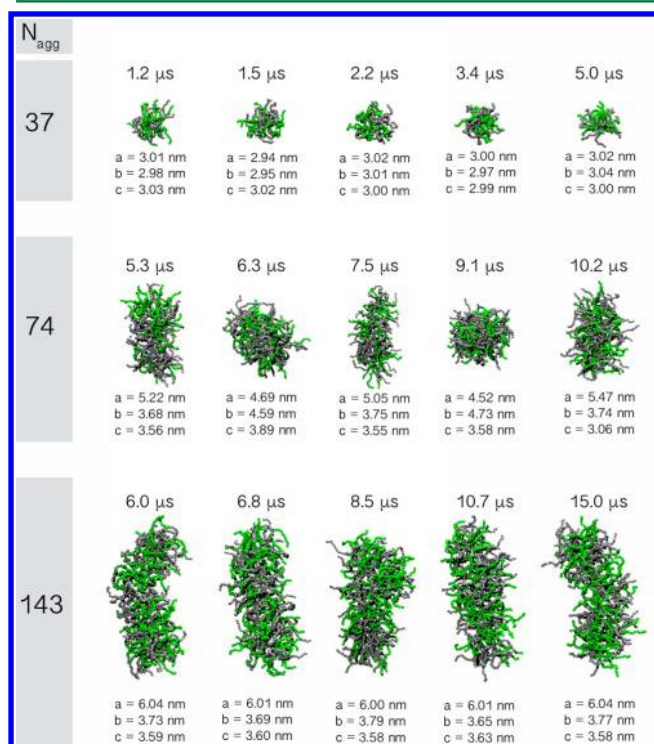 N_agg
37
1.2 μs 1.5 μs 2.2 μs 3.4 μs 5.0 μs
a = 3.01 nm a = 2.94 nm a = 3.02 nm a = 3.00 nm a = 3.02 nm
b = 2.98 nm b = 2.95 nm b = 3.01 nm b = 2.97 nm b = 3.04 nm
c = 3.03 nm c = 3.02 nm c = 3.00 nm c = 2.99 nm c = 3.00 nm
74
5.3 μs 6.3 μs 7.5 μs 9.1 μs 10.2 μs
a = 5.22 nm a = 4.69 nm a = 5.05 nm a = 4.52 nm a = 5.47 nm
b = 3.68 nm b = 4.59 nm b = 3.75 nm b = 4.73 nm b = 3.74 nm
c = 3.56 nm c = 3.89 nm c = 3.55 nm c = 3.58 nm c = 3.06 nm
143
6.0 μs 6.8 μs 8.5 μs 10.7 μs 15.0 μs
a = 6.04 nm a = 6.01 nm a = 6.00 nm a = 6.01 nm a = 6.04 nm
b = 3.73 nm b = 3.69 nm b = 3.79 nm b = 3.65 nm b = 3.77 nm
c = 3.59 nm c = 3.60 nm c = 3.58 nm c = 3.63 nm c = 3.58 nm